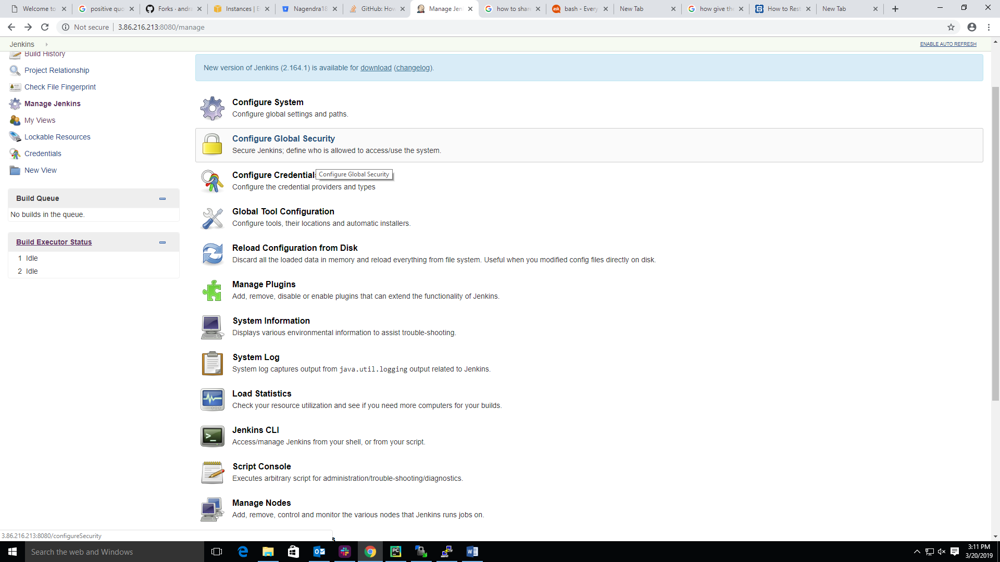 Welcome to
positive quo
Forks · andra
Instances | E
Nagendra18
GitHub: How
Manage Jen
how to share
bash - Every
New Tab
how give the
How to Rest
New Tab
Not secure
3.86.216.213:8080/manage
Jenkins
ENABLE AUTO REFRESH
Build History
Project Relationship
Check File Fingerprint
Manage Jenkins
My Views
Lockable Resources
Credentials
New View
Build Queue
No builds in the queue.
Build Executor Status
1 Idle
2 Idle
New version of Jenkins (2.164.1) is available for download (changelog).
Configure System
Configure global settings and paths.
Configure Global Security
Secure Jenkins; define who is allowed to access/use the system.
Configure Credentials
Configure Global Security
Configure the credential providers and types
Global Tool Configuration
Configure tools, their locations and automatic installers.
Reload Configuration from Disk
Discard all the loaded data in memory and reload everything from file system. Useful when you modified config files directly on disk.
Manage Plugins
Add, remove, disable or enable plugins that can extend the functionality of Jenkins.
System Information
Displays various environmental information to assist trouble-shooting.
System Log
System log captures output from java.util.logging output related to Jenkins.
Load Statistics
Check your resource utilization and see if you need more computers for your builds.
Jenkins CLI
Access/manage Jenkins from your shell, or from your script.
Script Console
Executes arbitrary script for administration/trouble-shooting/diagnostics.
Manage Nodes
Add, remove, control and monitor the various nodes that Jenkins runs jobs on.
3.86.216.213:8080/configureSecurity
Search the web and Windows
3:11 PM
3/20/2019